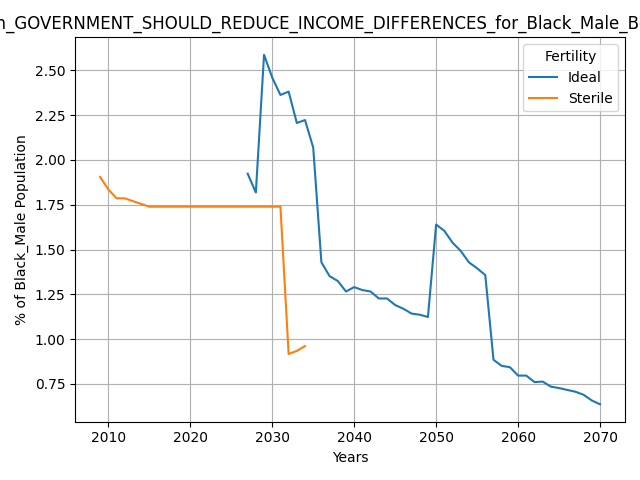 GOVERNMENT_SHOULD_REDUCE_INCOME_DIFFERENCES_for_Black_Male_B
Fertility
Ideal
Sterile
% of Black_Male Population
2.50
2.25
2.00
1.75
1.50
1.25
1.00
0.75
2010 2020 2030 2040 2050 2060 2070
Years